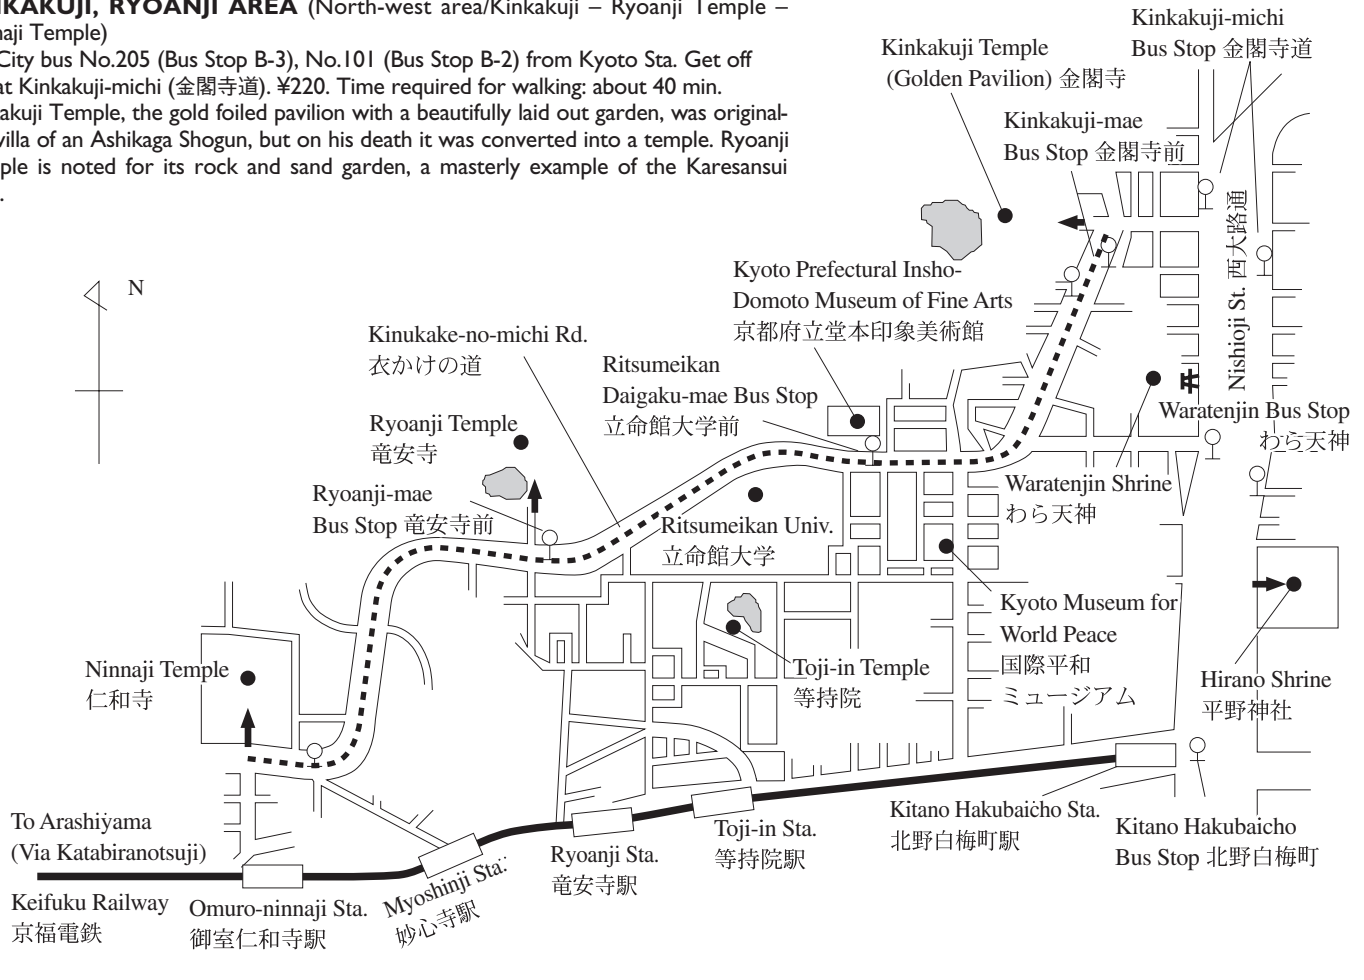 NKAKUJI, RYOANJI AREA (North-west area/Kinkakuji – Ryoanji Temple –
naji Temple)
City bus No.205 (Bus Stop B-3), No.101 (Bus Stop B-2) from Kyoto Sta. Get off
at Kinkakuji-michi (金閣寺道). ¥220. Time required for walking: about 40 min.
akuji Temple, the gold foiled pavilion with a beautifully laid out garden, was original-
villa of an Ashikaga Shogun, but on his death it was converted into a temple. Ryoanji
ple is noted for its rock and sand garden, a masterly example of the Karesansui
.
Kinkakuji-michi
Bus Stop 金閣寺道
Kinkakuji Temple
(Golden Pavilion) 金閣寺
Kinkakuji-mae
Bus Stop 金閣寺前
Nishioji St. 西大路通
N
Kyoto Prefectural Insho-
Domoto Museum of Fine Arts
京都府立堂本印象美術館
Kinukake-no-michi Rd.
衣かけの道
Ritsumeikan
Daigaku-mae Bus Stop
立命館大学前
Waratenjin Bus Stop
わら天神
Ryoanji Temple
竜安寺
Ryoanji-mae
Bus Stop 竜安寺前
Waratenjin Shrine
わら天神
Ritsumeikan Univ.
立命館大学
Kyoto Museum for
World Peace
国際平和
ミュージアム
Ninnaji Temple
仁和寺
Toji-in Temple
等持院
Hirano Shrine
平野神社
To Arashiyama
(Via Katabiranotsuji)
Keifuku Railway
京福電鉄
Omuro-ninnaji Sta.
御室仁和寺駅
Myoshinji Sta.
妙心寺駅
Ryoanji Sta.
竜安寺駅
Toji-in Sta.
等持院駅
Kitano Hakubaicho Sta.
北野白梅町駅
Kitano Hakubaicho
Bus Stop 北野白梅町